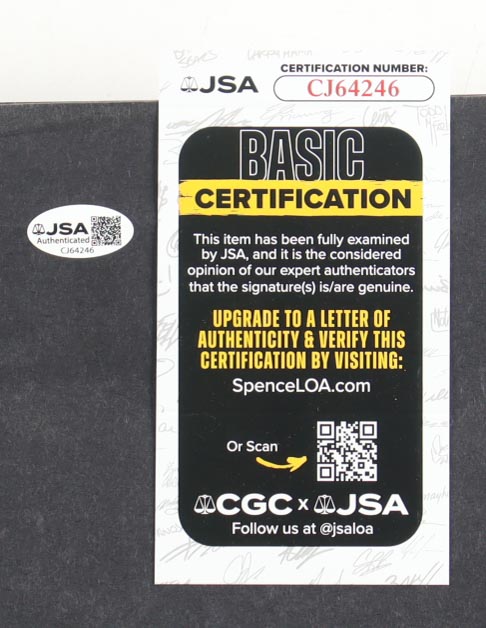 CERTIFICATION NUMBER:
JSA
CJ64246
BASIC
CERTIFICATION
This item has been fully examined
by JSA, and it is the considered
opinion of our expert authenticators
that the signature(s) is/are genuine.
UPGRADE TO A LETTER OF
AUTHENTICITY & VERIFY THIS
CERTIFICATION BY VISITING:
SpenceLOA.com
Or Scan
CGC x JSA
Follow us at @jsaloa
JSA
Authenticated
CJ64246